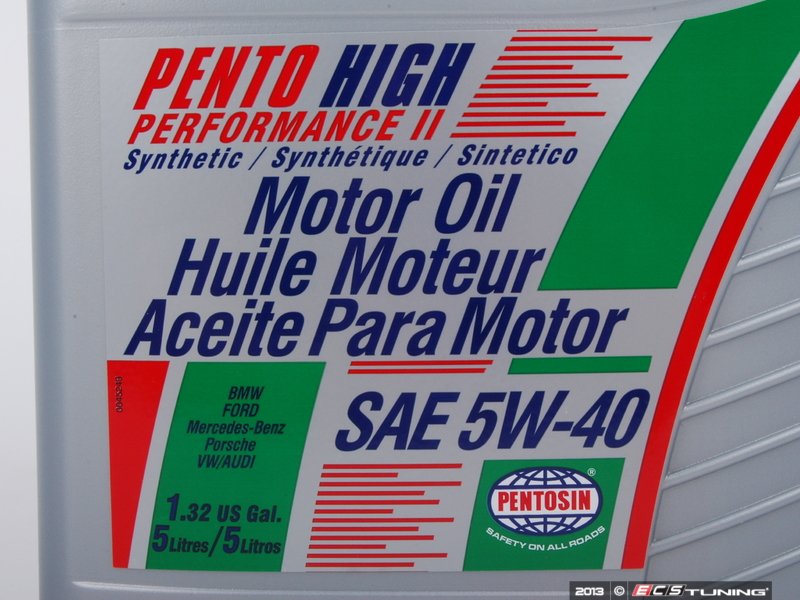 PENTO HIGH
PERFORMANCE II
Synthetic / Synthétique / Sintetico
Motor Oil
Huile Moteur
Aceite Para Motor
SAE 5W-40
5045249
BMW
FORD
Mercedes-Benz
Porsche
VW/AUDI
1.32 US Gal.
5 Litres/5 Litros
PENTOSIN®
SAFETY ON ALL ROADS
2013 © ECS TUNING